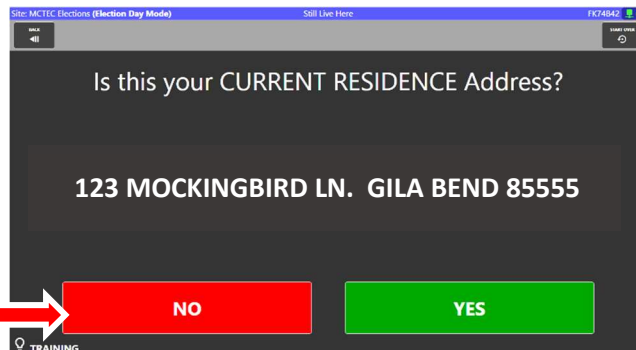 Site: MCTEC Elections (Election Day Mode) Still Live Here FK74842
BACK START OVER
Is this your CURRENT RESIDENCE Address?
123 MOCKINGBIRD LN. GILA BEND 85555
NO YES
TRAINING